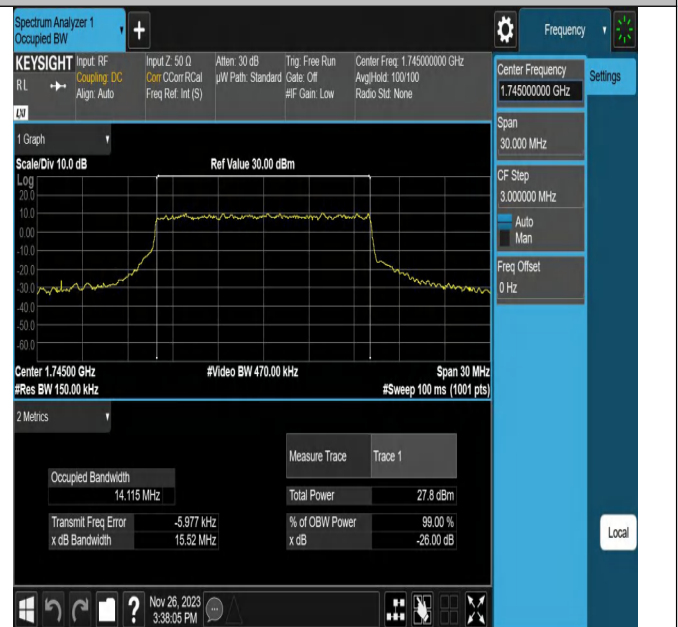 Spectrum Analyzer 1
Occupied BW
+
Frequency
KEYSIGHT
RL
LXI
Input: RF
Coupling: DC
Align: Auto
Input Z: 50 Ω
Corr CCorr RCal
Freq Ref: Int (S)
Atten: 30 dB
µW Path: Standard
Trig: Free Run
Gate: Off
#IF Gain: Low
Center Freq: 1.745000000 GHz
Avg|Hold: 100/100
Radio Std: None
Center Frequency
1.745000000 GHz
Settings
Span
30.000 MHz
CF Step
3.000000 MHz
Auto
Man
Freq Offset
0 Hz
Local
1 Graph
Scale/Div 10.0 dB
Ref Value 30.00 dBm
Log
20.0
10.0
0.00
-10.0
-20.0
-30.0
-40.0
-50.0
-60.0
Center 1.74500 GHz
#Video BW 470.00 kHz
Span 30 MHz
#Res BW 150.00 kHz
#Sweep 100 ms (1001 pts)
2 Metrics
Measure Trace
Trace 1
Occupied Bandwidth
14.115 MHz
Total Power
27.8 dBm
Transmit Freq Error
-5.977 kHz
% of OBW Power
99.00 %
x dB Bandwidth
15.52 MHz
x dB
-26.00 dB
?
Nov 26, 2023
3:38:05 PM